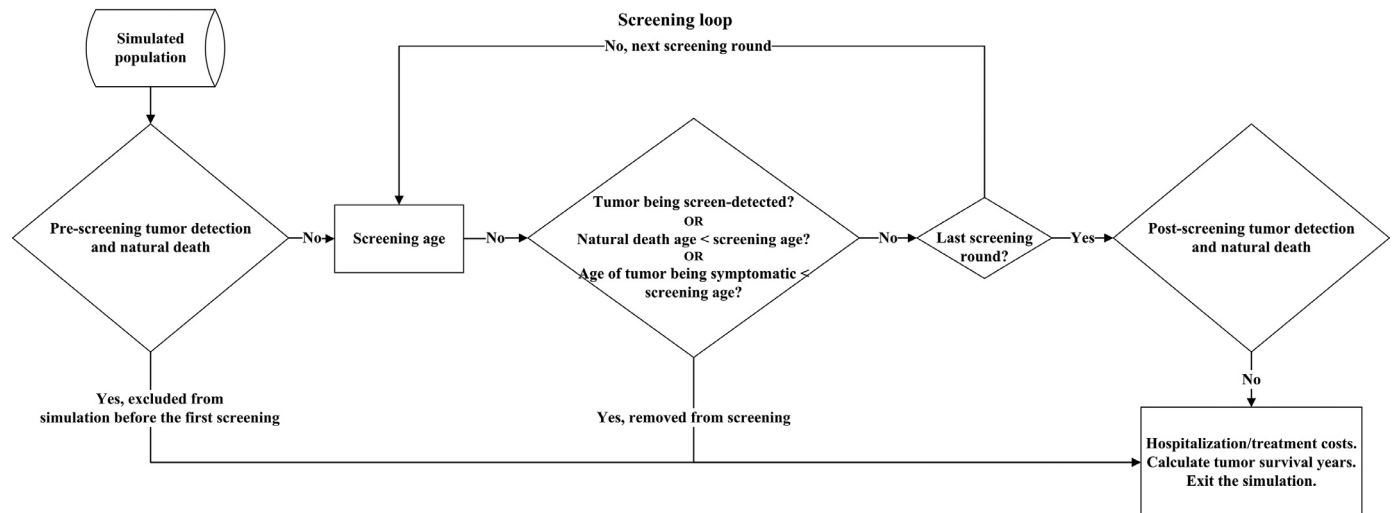 Screening loop
Simulated
population
No, next screening round
Pre-screening tumor detection
and natural death
No
Screening age
No
Tumor being screen-detected?
OR
Natural death age < screening age?
OR
Age of tumor being symptomatic <
screening age?
No
Last screening
round?
Yes
Post-screening tumor detection
and natural death
No
Yes, excluded from
simulation before the first screening
Yes, removed from screening
Hospitalization/treatment costs.
Calculate tumor survival years.
Exit the simulation.